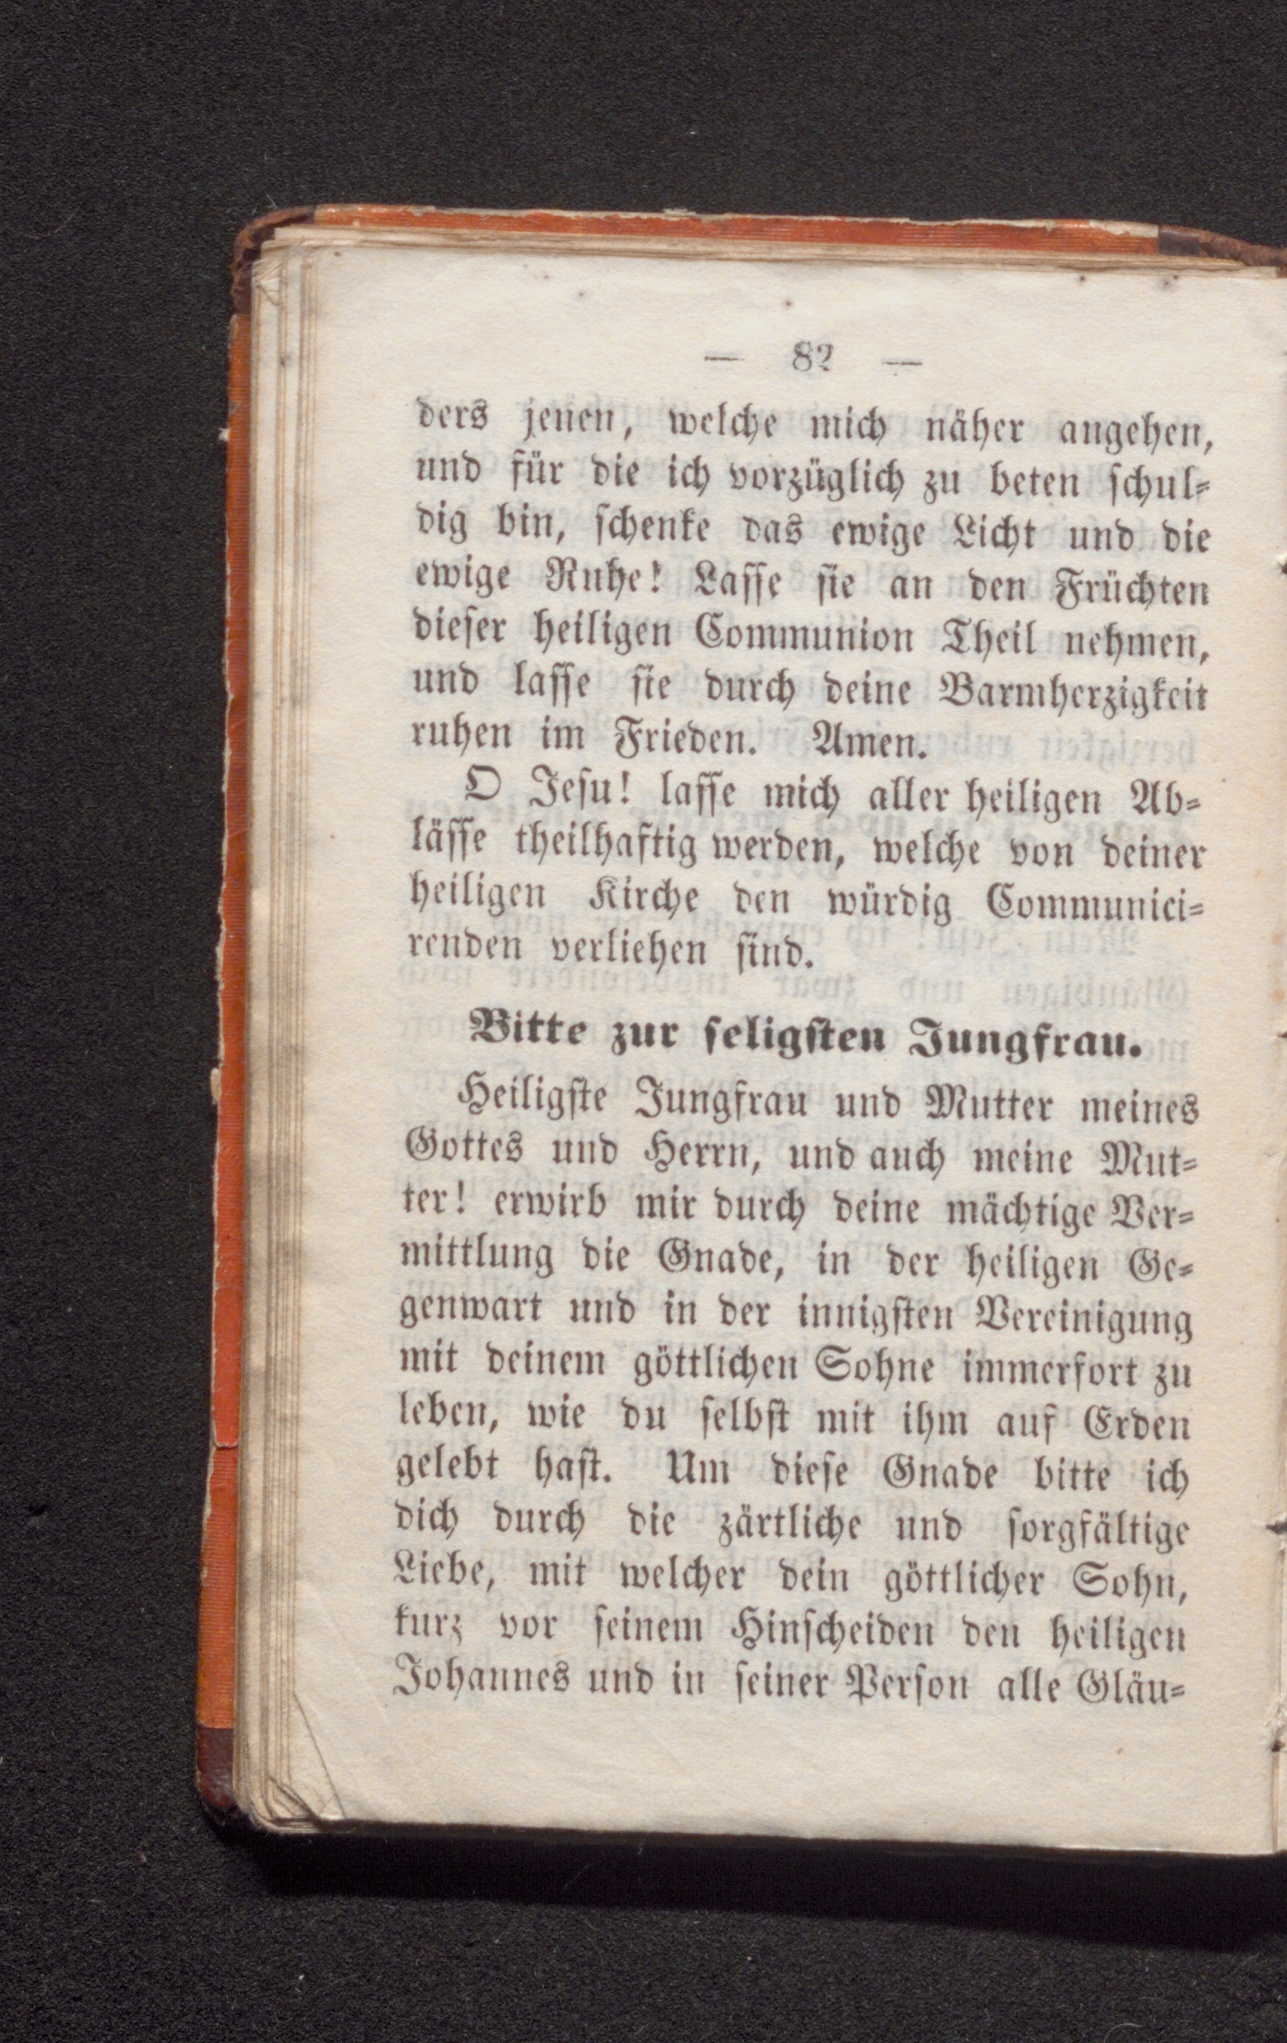 — 82 —
ders jenen, welche mich näher angehen,
und für die ich vorzüglich zu beten schul-
dig bin, schenke das ewige Licht und die
ewige Ruhe! Lasse sie an den Früchten
dieser heiligen Communion Theil nehmen,
und lasse sie durch deine Barmherzigkeit
ruhen im Frieden. Amen.
O Jesu! lasse mich aller heiligen Ab-
lässe theilhaftig werden, welche von deiner
heiligen Kirche den würdig Communici-
renden verliehen sind.
Bitte zur seligsten Jungfrau.
Heiligste Jungfrau und Mutter meines
Gottes und Herrn, und auch meine Mut-
ter! erwirb mir durch deine mächtige Ver-
mittlung die Gnade, in der heiligen Ge-
genwart und in der innigsten Vereinigung
mit deinem göttlichen Sohne immerfort zu
leben, wie du selbst mit ihm auf Erden
gelebt hast. Um diese Gnade bitte ich
dich durch die zärtliche und sorgfältige
Liebe, mit welcher dein göttlicher Sohn,
kurz vor seinem Hinscheiden den heiligen
Johannes und in seiner Person alle Gläu-